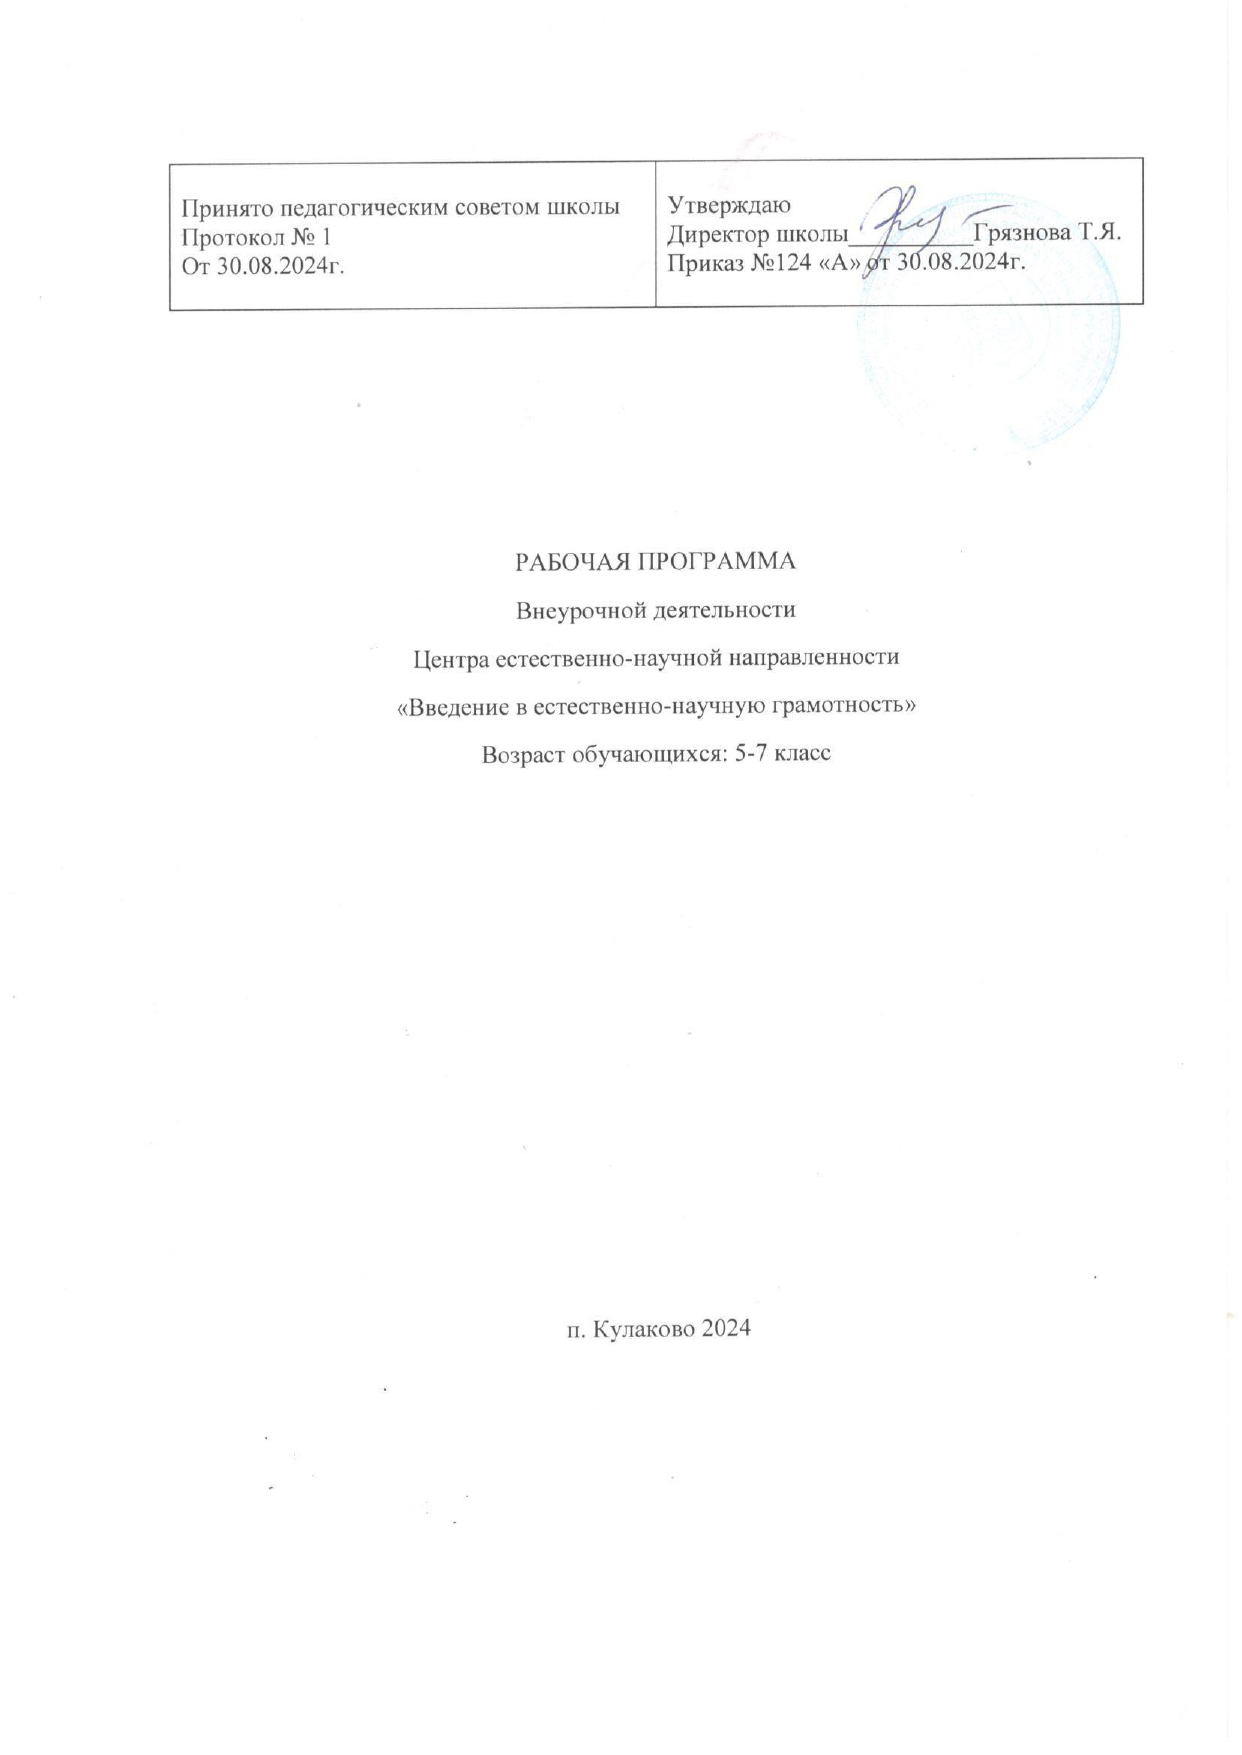 Принято педагогическим советом школы
Протокол № 1
От 30.08.2024г.
Утверждаю
Директор школы__________Грязнова Т.Я.
Приказ №124 «А» от 30.08.2024г.
РАБОЧАЯ ПРОГРАММА
Внеурочной деятельности
Центра естественно-научной направленности
«Введение в естественно-научную грамотность»
Возраст обучающихся: 5-7 класс
п. Кулаково 2024